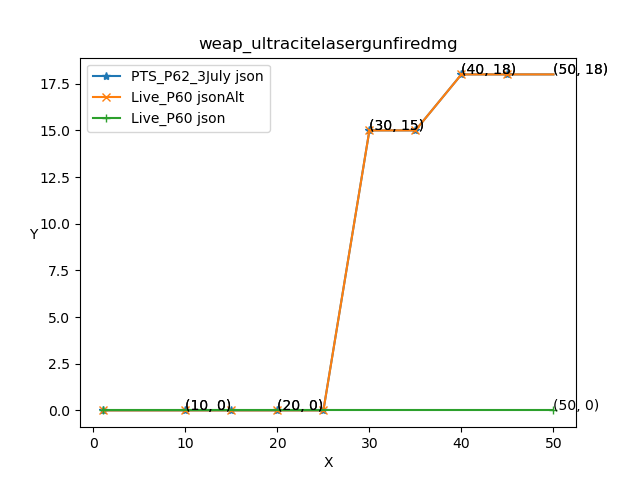 weap_ultracitelasergunfiredmg
PTS_P62_3July json
Live_P60 jsonAlt
Live_P60 json
(40, 18)
(50, 18)
(30, 15)
(10, 0)
(20, 0)
(50, 0)
17.5
15.0
12.5
10.0
7.5
5.0
2.5
0.0
Y
0 10 20 30 40 50
X